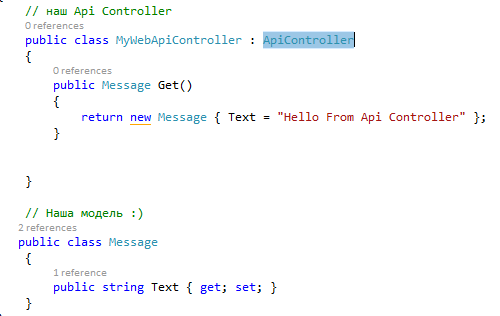 // наш Api Controller
0 references
public class MyWebApiController : ApiController
{
0 references
public Message Get()
{
return new Message { Text = "Hello From Api Controller" };
}
}
// Наша модель :)
2 references
public class Message
{
1 reference
public string Text { get; set; }
}